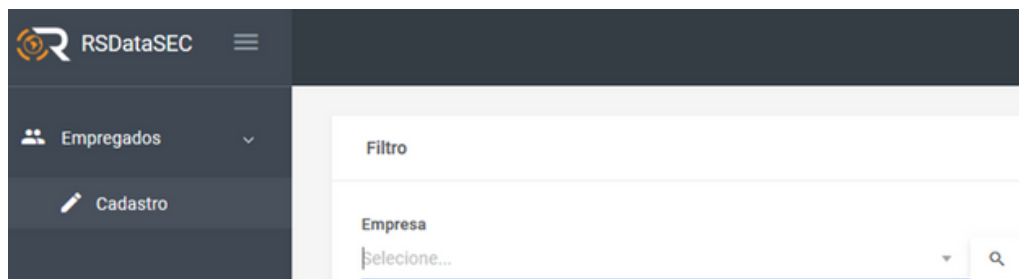 RSDataSEC
Empregados
Cadastro
Filtro
Empresa
Selecione...